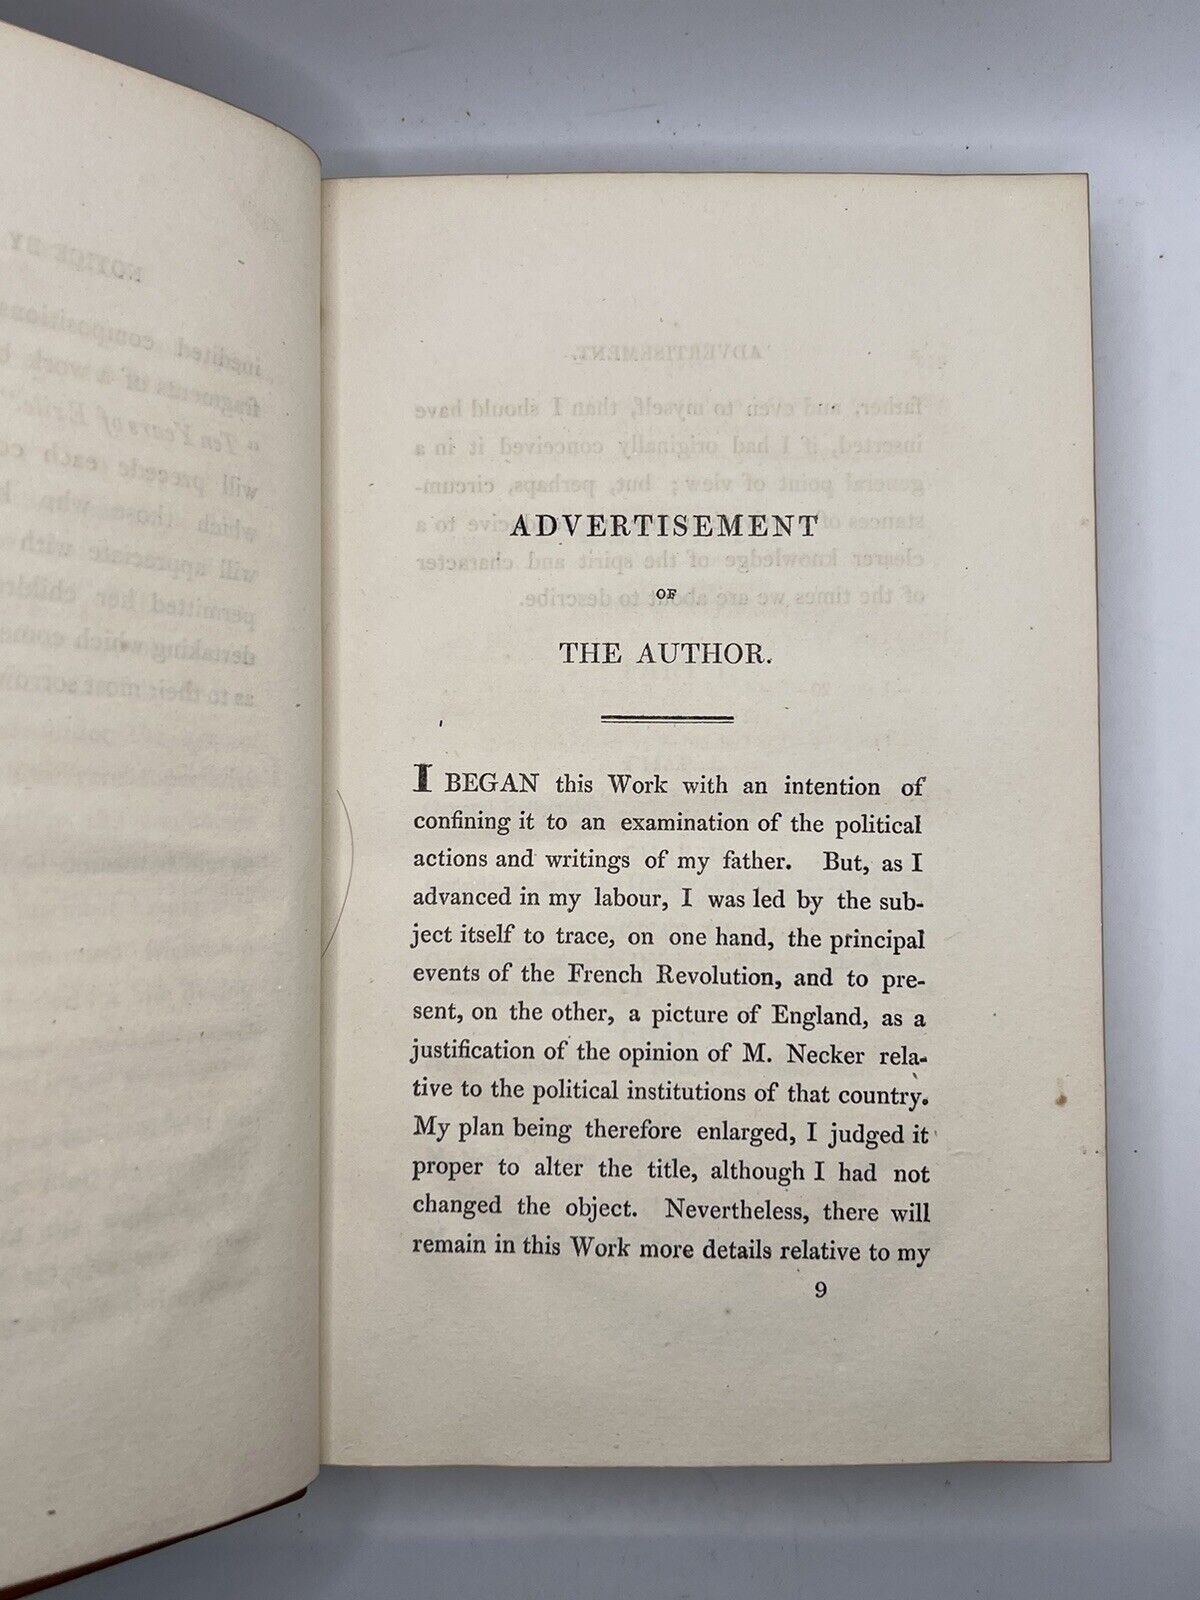 ADVERTISEMENT
OF
THE AUTHOR.
I BEGAN this Work with an intention of
confining it to an examination of the political
actions and writings of my father. But, as I
advanced in my labour, I was led by the sub-
ject itself to trace, on one hand, the principal
events of the French Revolution, and to pre-
sent, on the other, a picture of England, as a
justification of the opinion of M. Necker rela-
tive to the political institutions of that country.
My plan being therefore enlarged, I judged it
proper to alter the title, although I had not
changed the object. Nevertheless, there will
remain in this Work more details relative to my
9